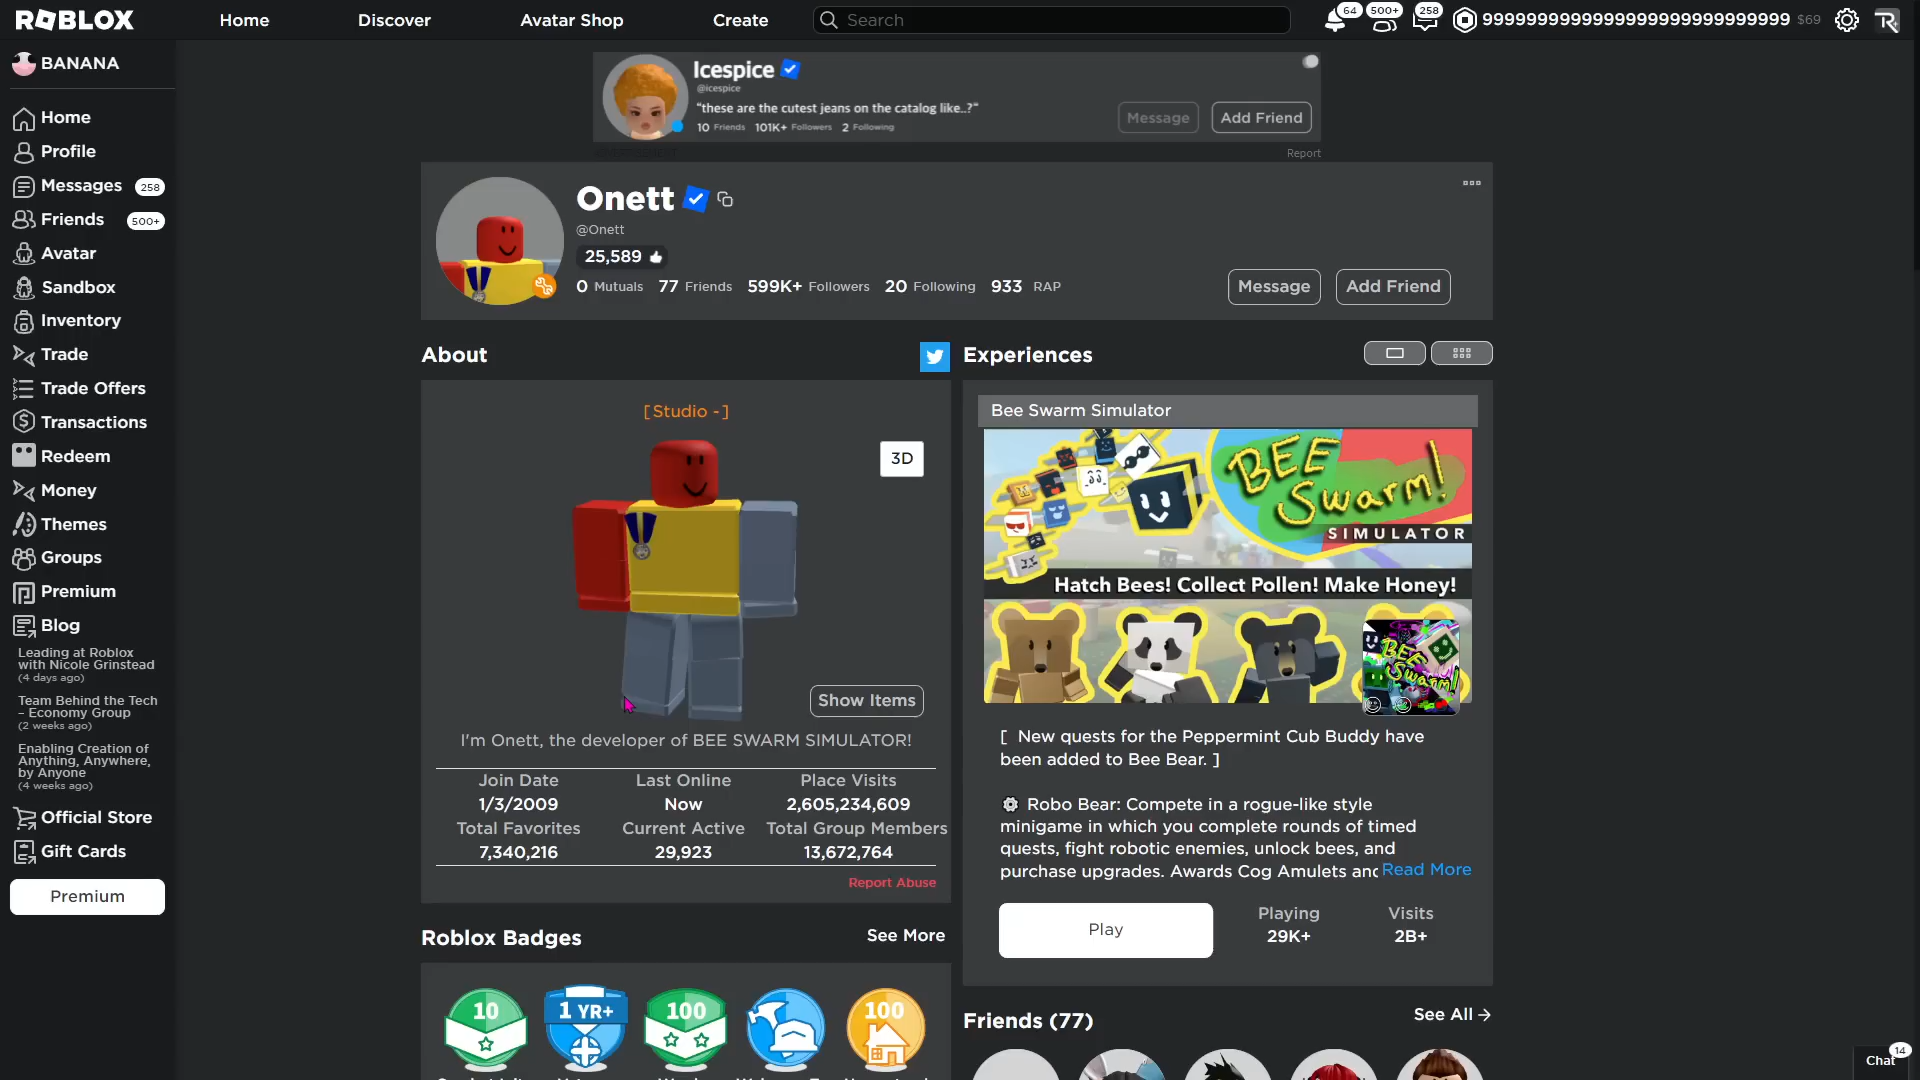 ROBLOX
Home
Discover
Avatar Shop
Create
Search
64
500+
258
9999999999999999999999999999
$69
BANANA
Home
Profile
Messages 258
Friends 500+
Avatar
Sandbox
Inventory
Trade
Trade Offers
Transactions
Redeem
Money
Themes
Groups
Premium
Blog
Leading at Roblox
with Nicole Grinstead
(4 days ago)
Team Behind the Tech
– Economy Group
(2 weeks ago)
Enabling Creation of
Anything, Anywhere,
by Anyone
(4 weeks ago)
Official Store
Gift Cards
Premium
Icespice
@icespice
"these are the cutest jeans on the catalog like..?"
10 Friends 101K+ Followers 2 Following
Message
Add Friend
Report
Onett
@Onett
25,589
0 Mutuals 77 Friends 599K+ Followers 20 Following 933 RAP
Message
Add Friend
About
[Studio -]
3D
Show Items
I'm Onett, the developer of BEE SWARM SIMULATOR!
Join Date Last Online Place Visits
1/3/2009 Now 2,605,234,609
Total Favorites Current Active Total Group Members
7,340,216 29,923 13,672,764
Report Abuse
Roblox Badges
See More
10
1 YR+
100
100
Experiences
Bee Swarm Simulator
BEE
Swarm!
SIMULATOR
Hatch Bees! Collect Pollen! Make Honey!
BEE
Swarm!
[ New quests for the Peppermint Cub Buddy have
been added to Bee Bear. ]
Robo Bear: Compete in a rogue-like style
minigame in which you complete rounds of timed
quests, fight robotic enemies, unlock bees, and
purchase upgrades. Awards Cog Amulets and Read More
Play
Playing Visits
29K+ 2B+
Friends (77)
See All
Chat 14